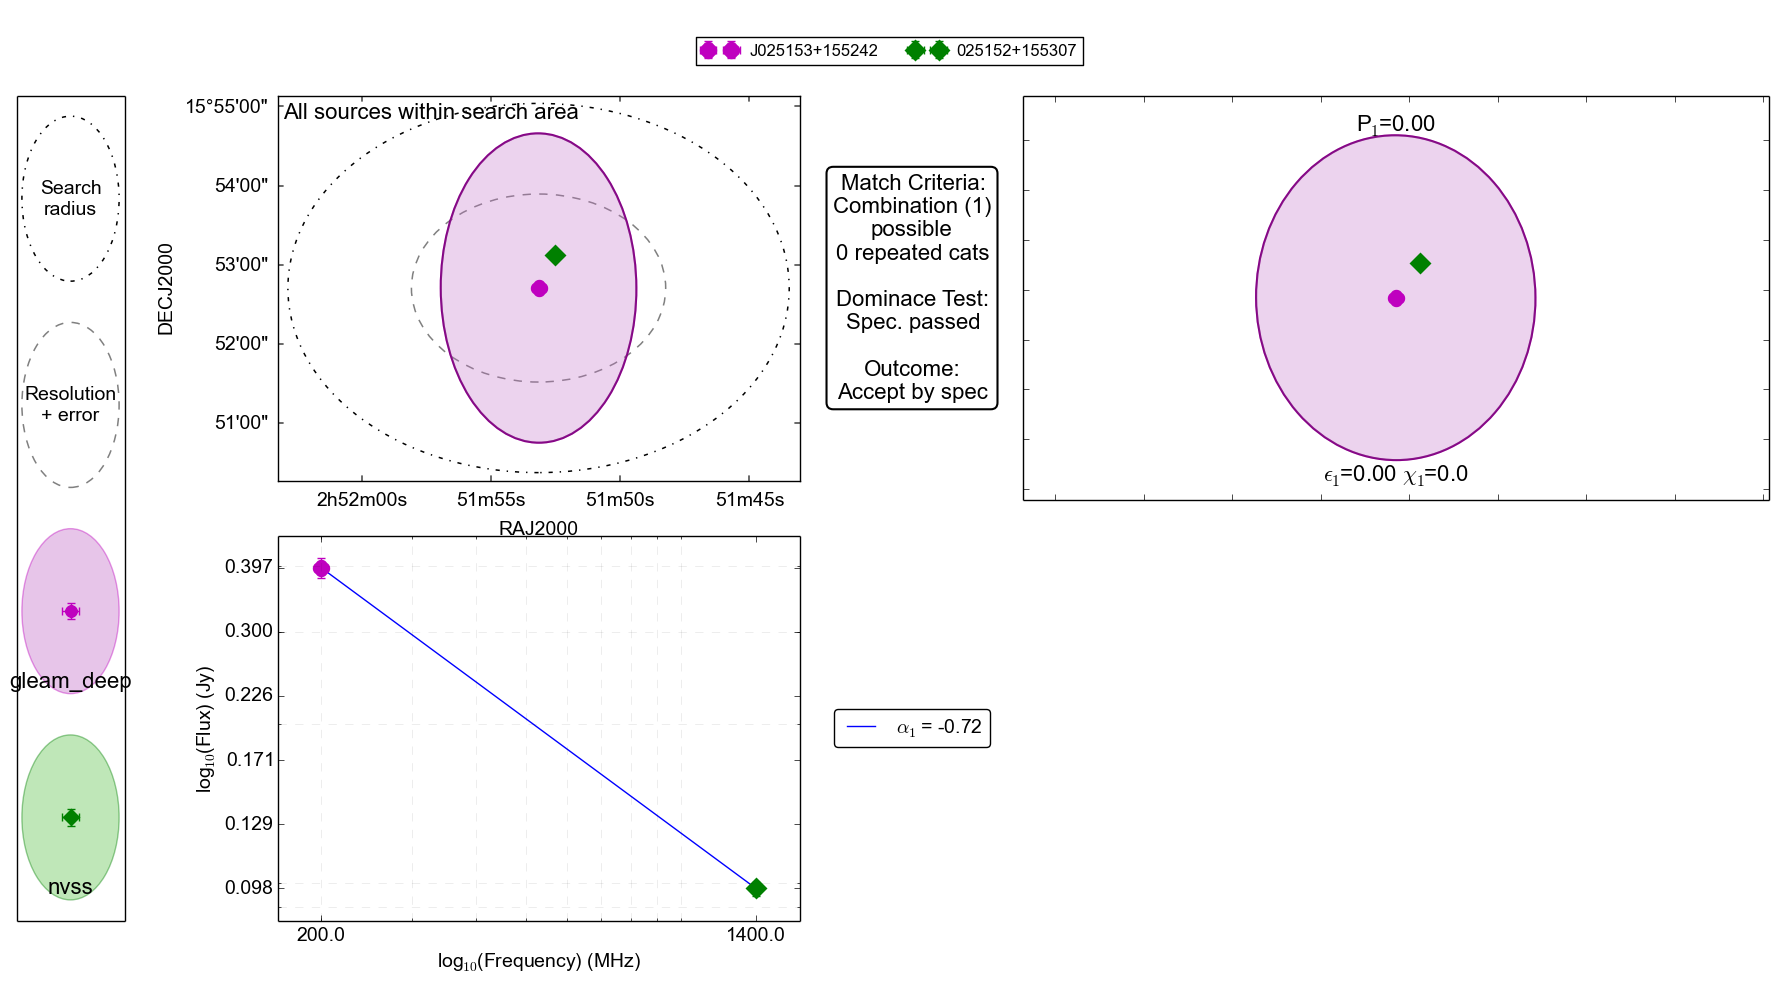 J025153+155242
025152+155307
Search
radius
Resolution
+ error
gleam_deep
nvss
All sources within search area
DECJ2000
15°55'00"
54'00"
53'00"
52'00"
51'00"
2h52m00s
51m55s
51m50s
51m45s
RAJ2000
Match Criteria:
Combination (1)
possible
0 repeated cats
Dominace Test:
Spec. passed
Outcome:
Accept by spec
P₁=0.00
ϵ₁=0.00 χ₁=0.0
log₁₀(Flux) (Jy)
0.397
0.300
0.226
0.171
0.129
0.098
200.0
1400.0
log₁₀(Frequency) (MHz)
α₁ = -0.72